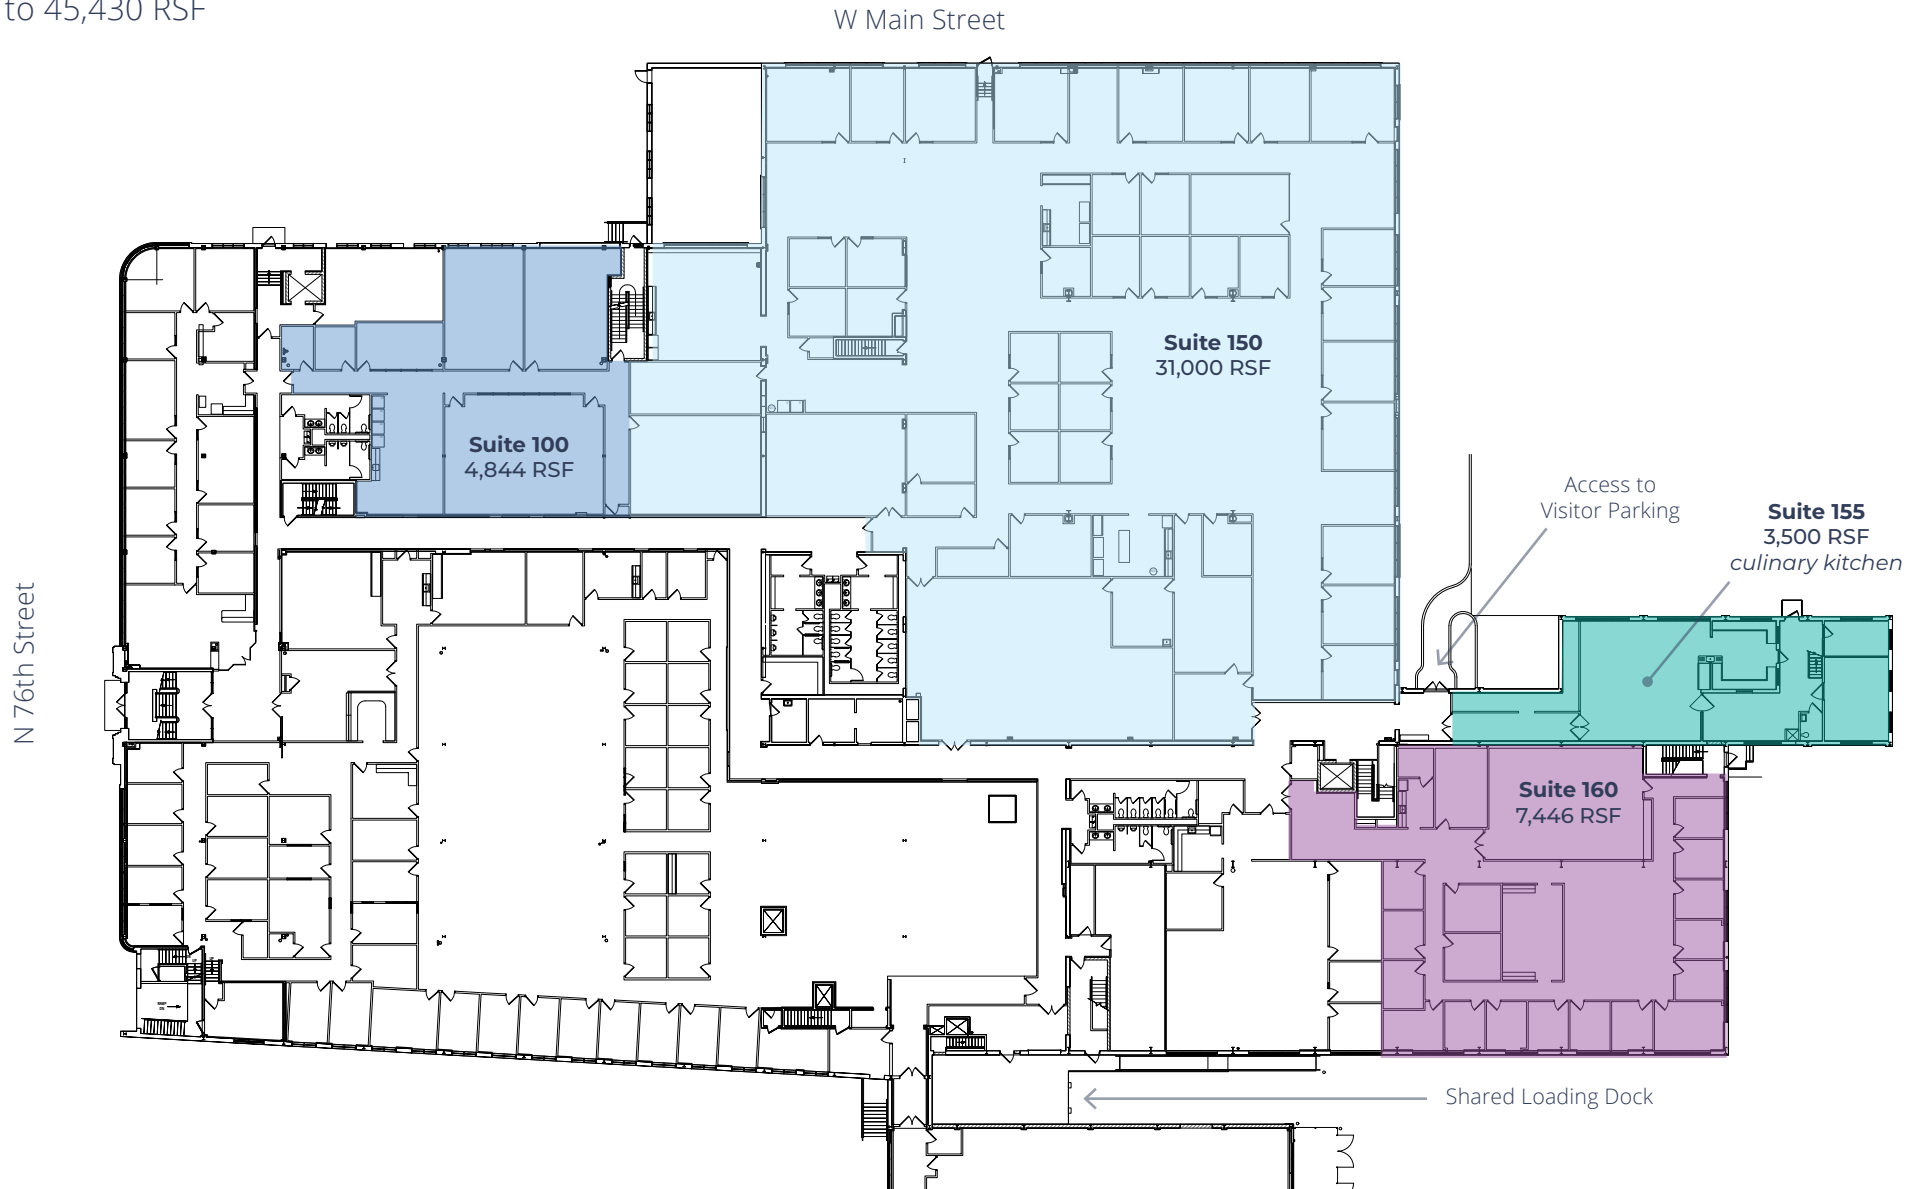 to 45,430 RSF
W Main Street
Suite 150
31,000 RSF
Suite 100
4,844 RSF
Access to
Visitor Parking
Suite 155
3,500 RSF
culinary kitchen
N 76th Street
Suite 160
7,446 RSF
Shared Loading Dock